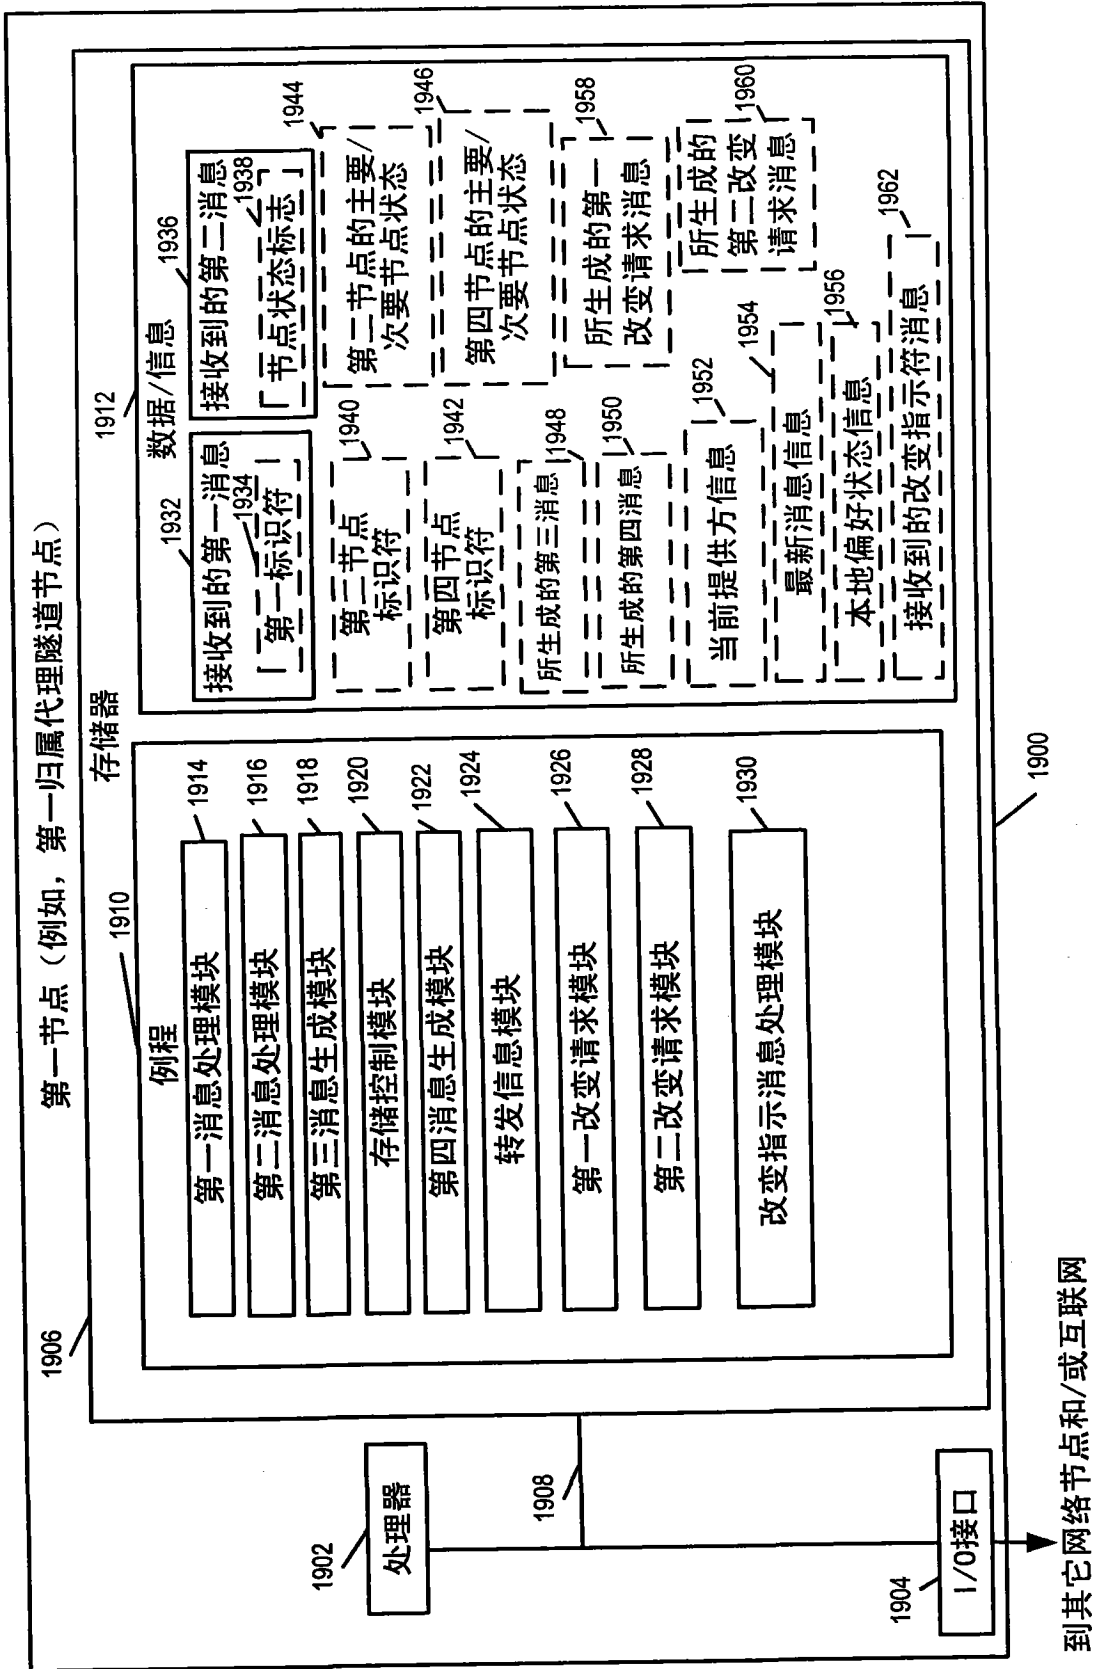 第一节点（例如，第一归属代理隧道节点）
1906
存储器
1910
例程
第一消息处理模块
1914
第二消息处理模块
1916
第三消息生成模块
1918
存储控制模块
1920
第四消息生成模块
1922
转发信息模块
1924
第一改变请求模块
1926
第二改变请求模块
1928
改变指示消息处理模块
1930
1912
数据/信息
1932
接收到的第一消息
1934
第一标识符
1936
接收到的第二消息
1938
节点状态标志
第二节点
标识符
1940
第二节点的主要/
次要节点状态
1944
第四节点
标识符
1942
第四节点的主要/
次要节点状态
1946
所生成的第三消息
1948
所生成的第四消息
1950
所生成的第一
改变请求消息
1958
当前提供方信息
1952
所生成的
第二改变
请求消息
1960
最新消息信息
1954
本地偏好状态信息
1956
接收到的改变指示符消息
1962
1902
处理器
1908
1904
I/O接口
1900
到其它网络节点和/或互联网